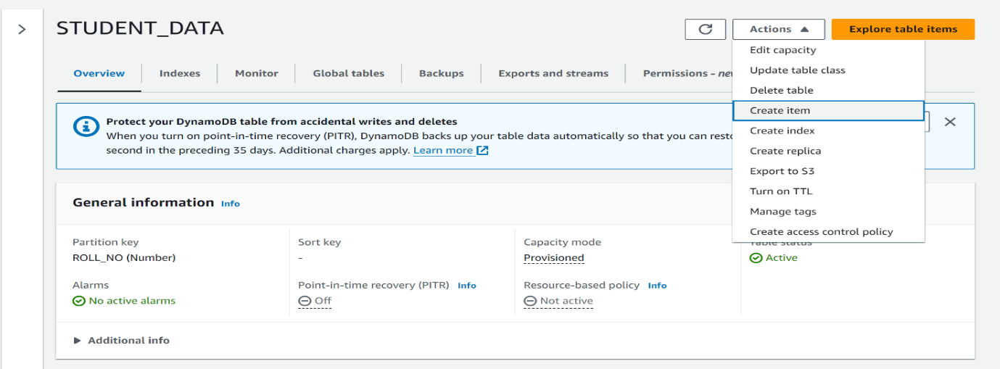 STUDENT_DATA
Actions ▲
Explore table items
Edit capacity
Update table class
Delete table
Create item
Create index
Create replica
Export to S3
Turn on TTL
Manage tags
Create access control policy
Overview
Indexes
Monitor
Global tables
Backups
Exports and streams
Permissions -
Protect your DynamoDB table from accidental writes and deletes
When you turn on point-in-time recovery (PITR), DynamoDB backs up your table data automatically so that you can
second in the preceding 35 days. Additional charges apply. Learn more
General information Info
Partition key
ROLL_NO (Number)
Sort key
-
Capacity mode
Provisioned
Table status
Active
Alarms
No active alarms
Point-in-time recovery (PITR) Info
Off
Resource-based policy Info
Not active
Additional info